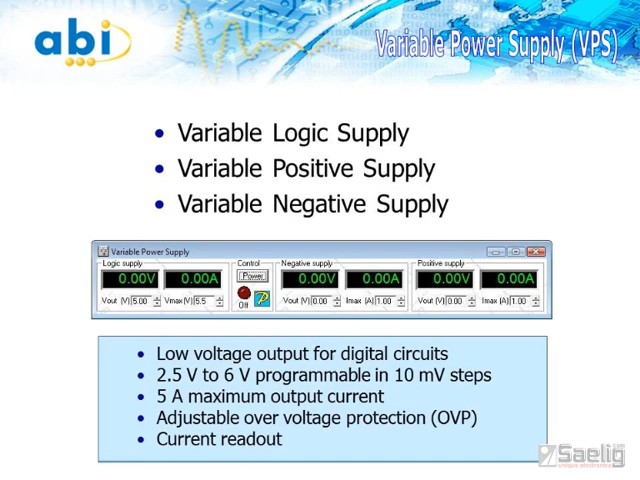 abi
Variable Power Supply (VPS)
• Variable Logic Supply
• Variable Positive Supply
• Variable Negative Supply
Variable Power Supply
Logic supply Control Negative supply Positive supply
0.00V 0.00A Power 0.00V 0.00A 0.00V 0.00A
Vout (V) 5.00 Vmax (V) 5.5 Off P Vout (V) 0.00 Imax (A) 1.00 Vout (V) 0.00 Imax (A) 1.00
• Low voltage output for digital circuits
• 2.5 V to 6 V programmable in 10 mV steps
• 5 A maximum output current
• Adjustable over voltage protection (OVP)
• Current readout
Saelig
unique electronics